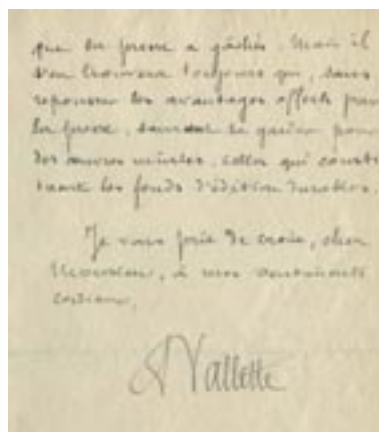 que la presse a gâchés. Mais il
s'en trouvera toujours qui, sans
repousser les avantages offerts par
la presse, sauront se garder pour
des œuvres mûries, celles qui consti-
tuent les fonds d'édition durables.
Je vous prie de croire, cher
Monsieur, à mes sentiments
cordiaux.
A Vallette